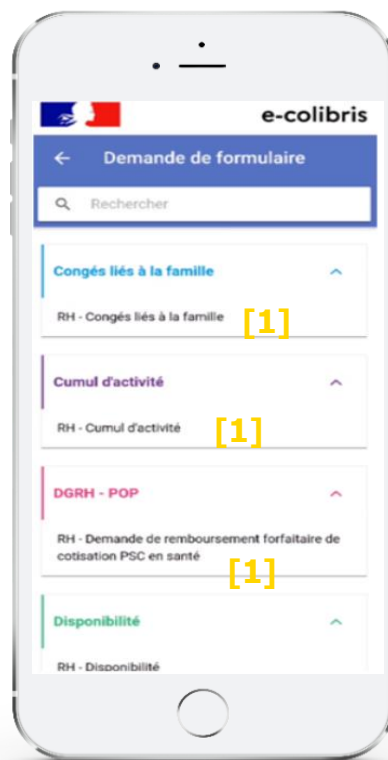 e-colibris
← Demande de formulaire
Rechercher
Congés liés à la famille
RH - Congés liés à la famille [1]
Cumul d'activité
RH - Cumul d'activité [1]
DGRH - POP
RH - Demande de remboursement forfaitaire de
cotisation PSC en santé
[1]
Disponibilité
RH - Disponibilité